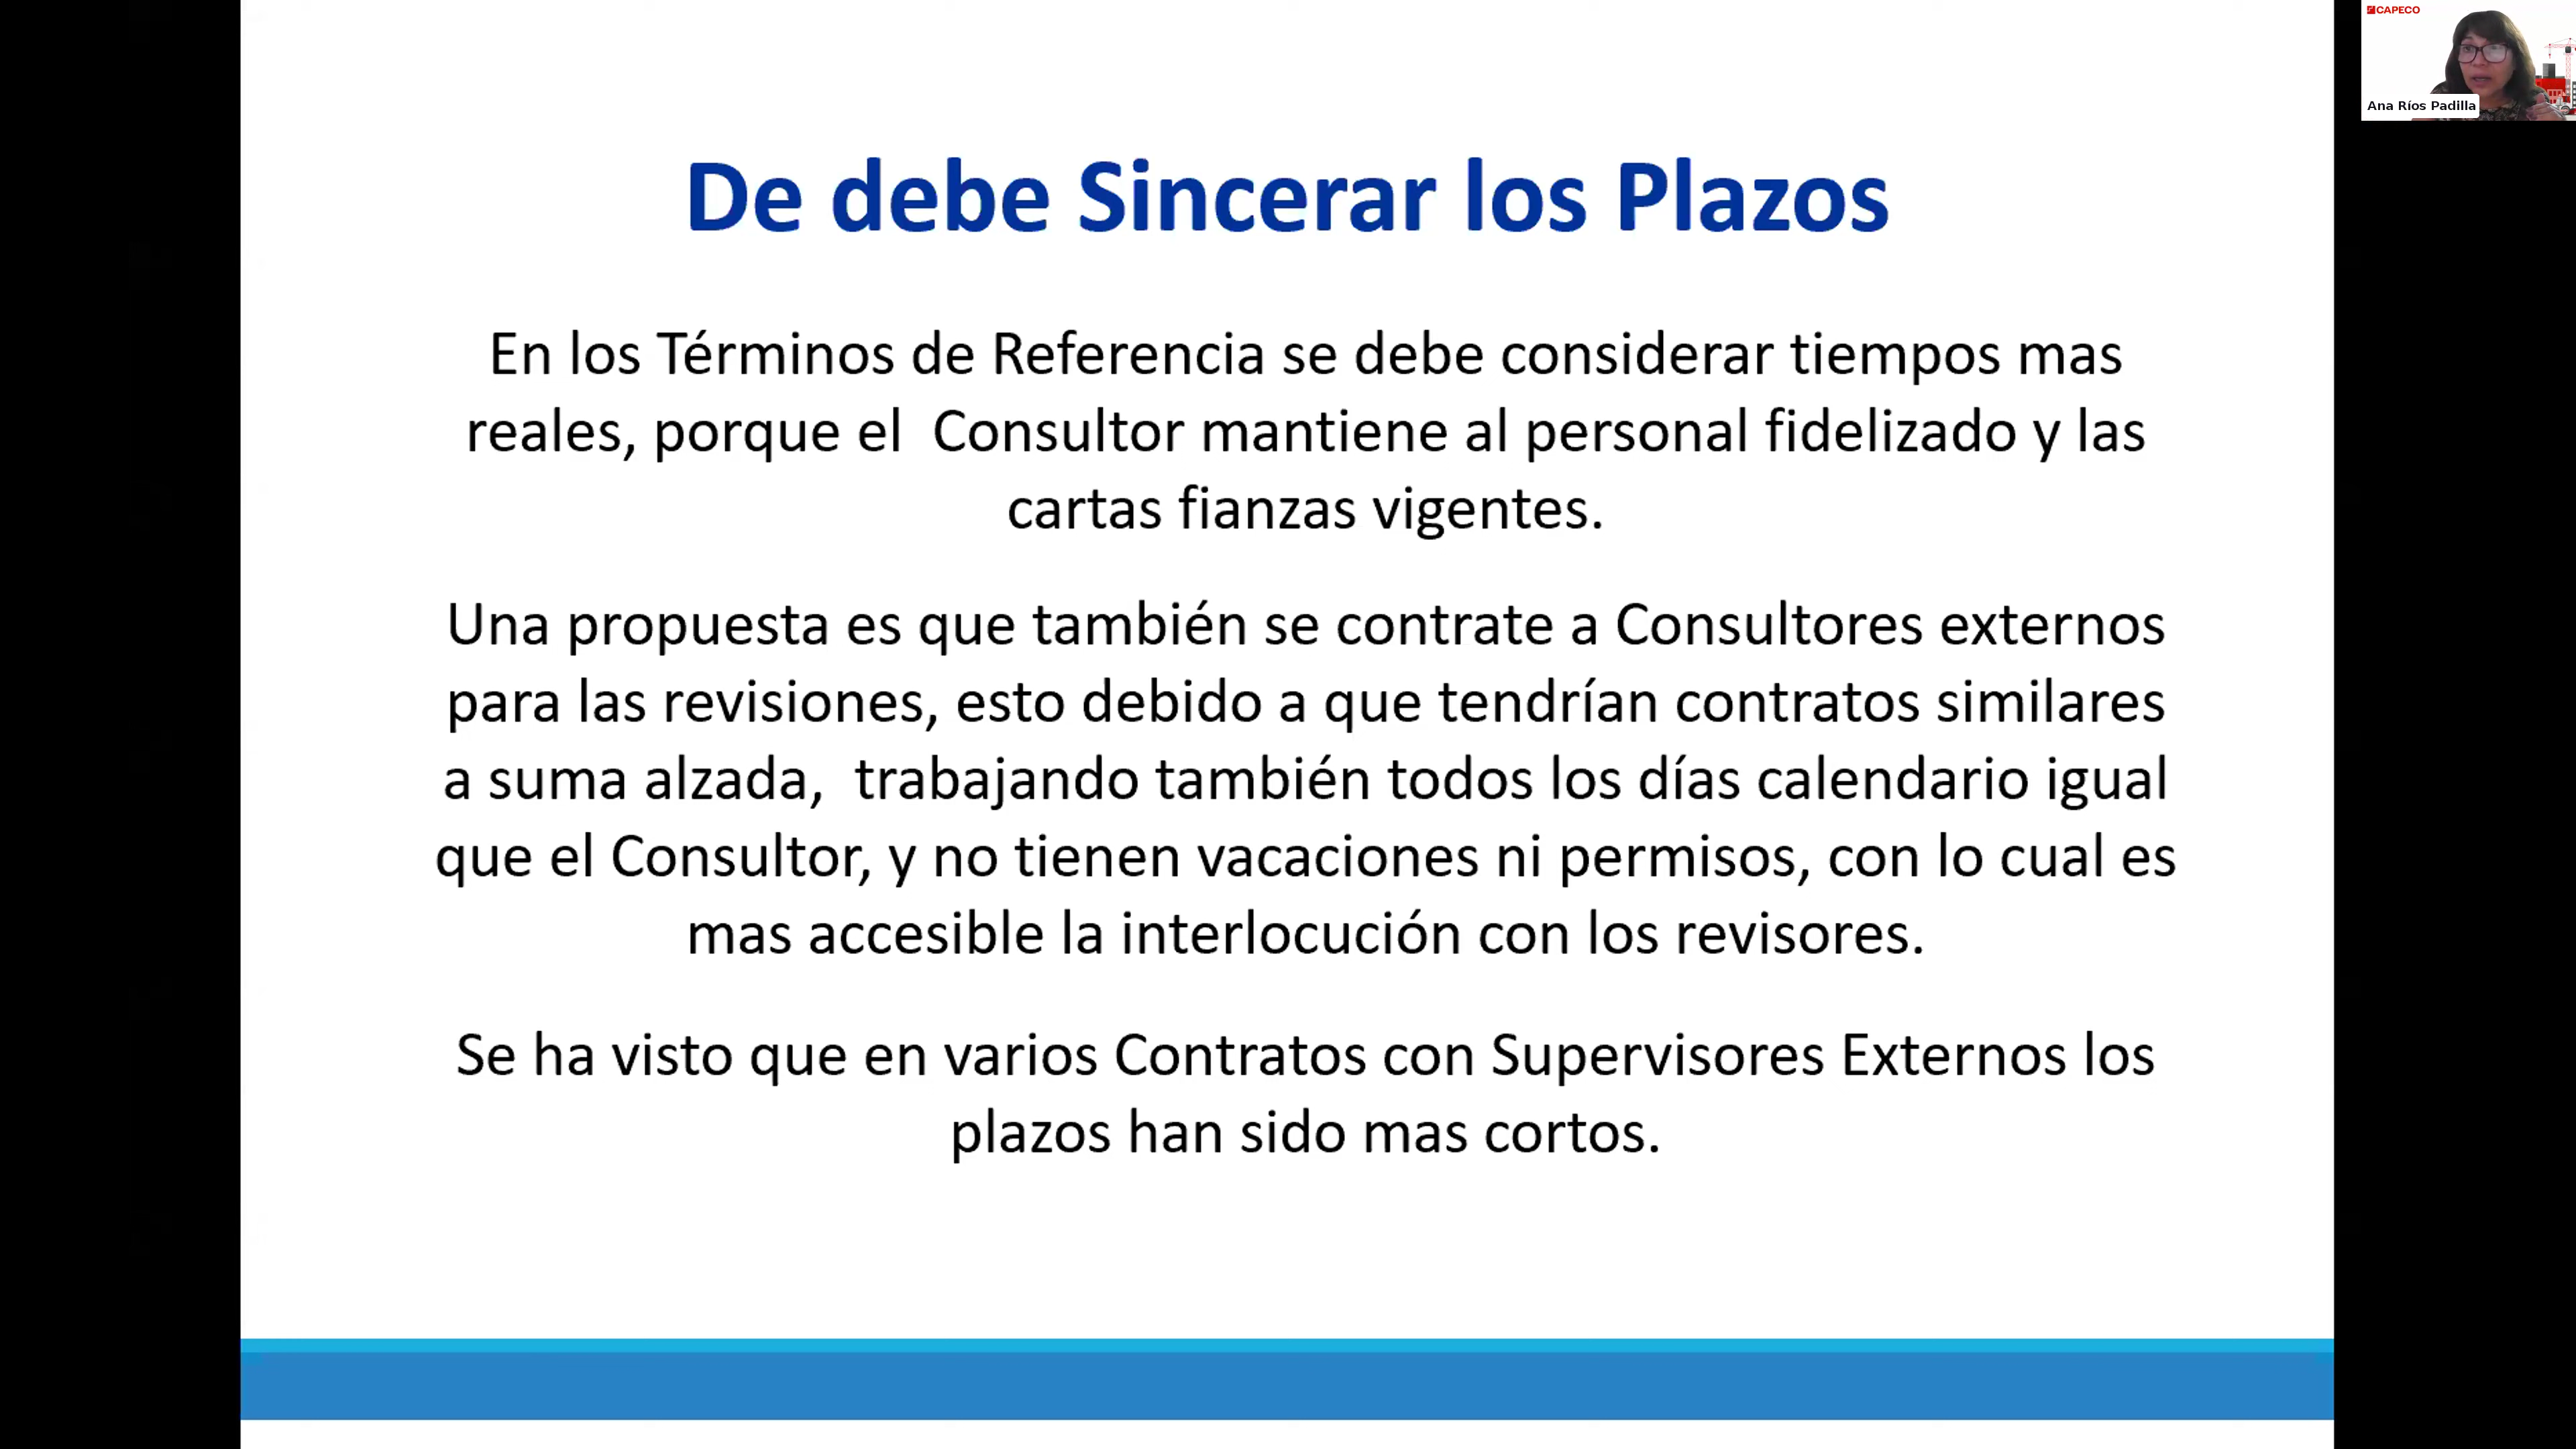 CAPECO
Ana Ríos Padilla
De debe Sincerar los Plazos
En los Términos de Referencia se debe considerar tiempos mas
reales, porque el  Consultor mantiene al personal fidelizado y las
cartas fianzas vigentes.
Una propuesta es que también se contrate a Consultores externos
para las revisiones, esto debido a que tendrían contratos similares
a suma alzada,  trabajando también todos los días calendario igual
que el Consultor, y no tienen vacaciones ni permisos, con lo cual es
mas accesible la interlocución con los revisores.
Se ha visto que en varios Contratos con Supervisores Externos los
plazos han sido mas cortos.